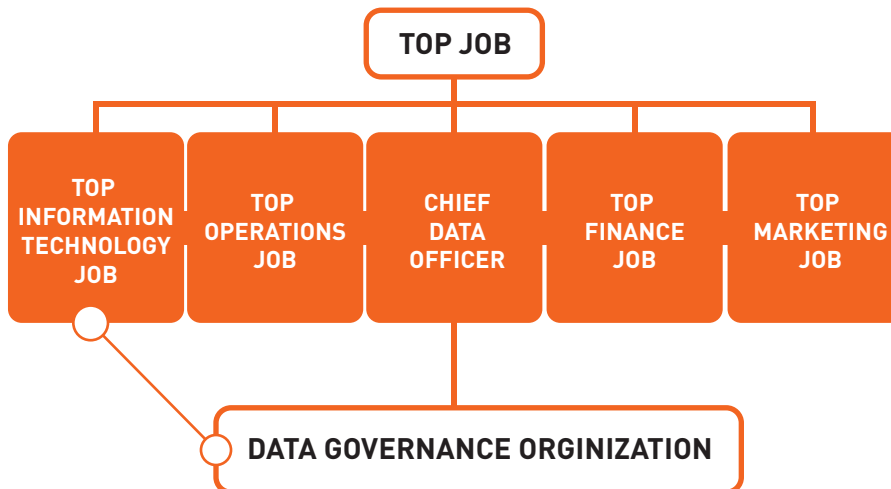 TOP JOB
TOP
INFORMATION
TECHNOLOGY
JOB
TOP
OPERATIONS
JOB
CHIEF
DATA
OFFICER
TOP
FINANCE
JOB
TOP
MARKETING
JOB
DATA GOVERNANCE ORGINIZATION